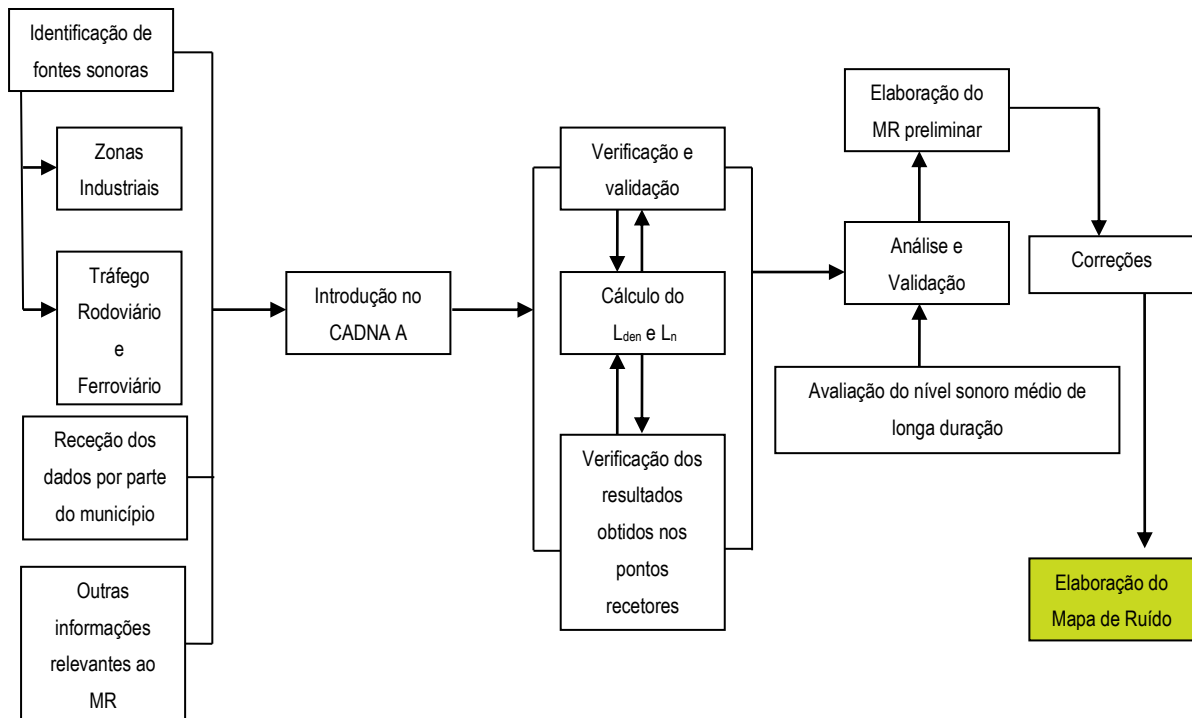 Identificação de
fontes sonoras
Zonas
Industriais
Tráfego
Rodoviário
e
Ferroviário
Receção dos
dados por parte
do município
Outras
informações
relevantes ao
MR
Introdução no
CADNA A
Verificação e
validação
Cálculo do
Lden e Ln
Verificação dos
resultados
obtidos nos
pontos
recetores
Elaboração do
MR preliminar
Análise e
Validação
Avaliação do nível sonoro médio de
longa duração
Correções
Elaboração do
Mapa de Ruído